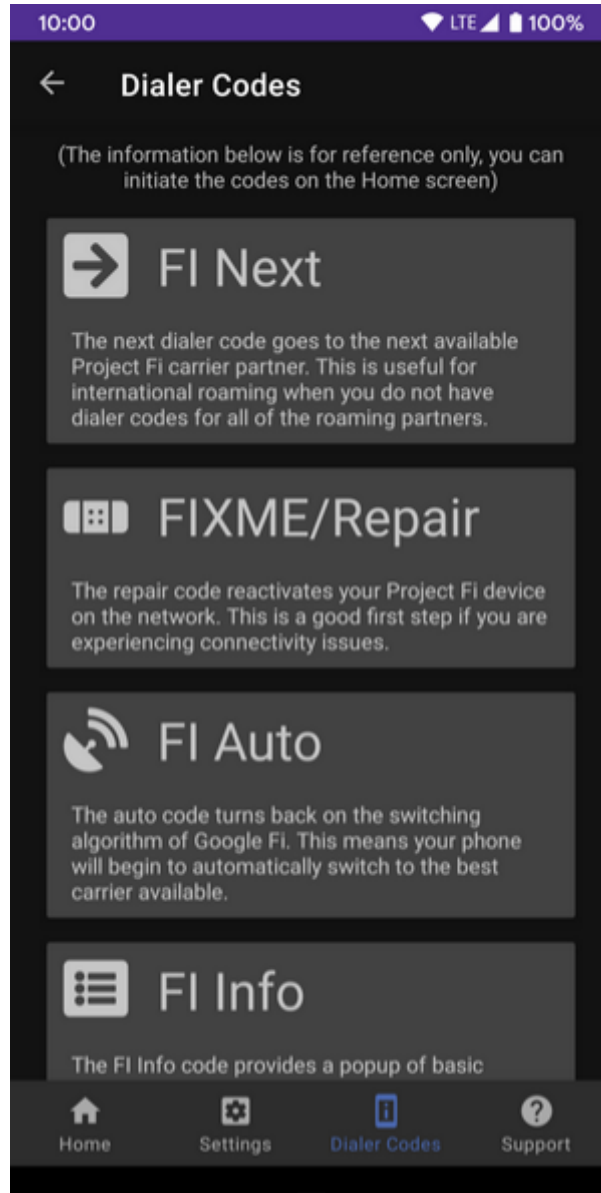 10:00 LTE 100%
Dialer Codes
(The information below is for reference only, you can
initiate the codes on the Home screen)
FI Next
The next dialer code goes to the next available
Project Fi carrier partner. This is useful for
international roaming when you do not have
dialer codes for all of the roaming partners.
FIXME/Repair
The repair code reactivates your Project Fi device
on the network. This is a good first step if you are
experiencing connectivity issues.
FI Auto
The auto code turns back on the switching
algorithm of Google Fi. This means your phone
will begin to automatically switch to the best
carrier available.
FI Info
The FI Info code provides a popup of basic
Home Settings Dialer Codes Support